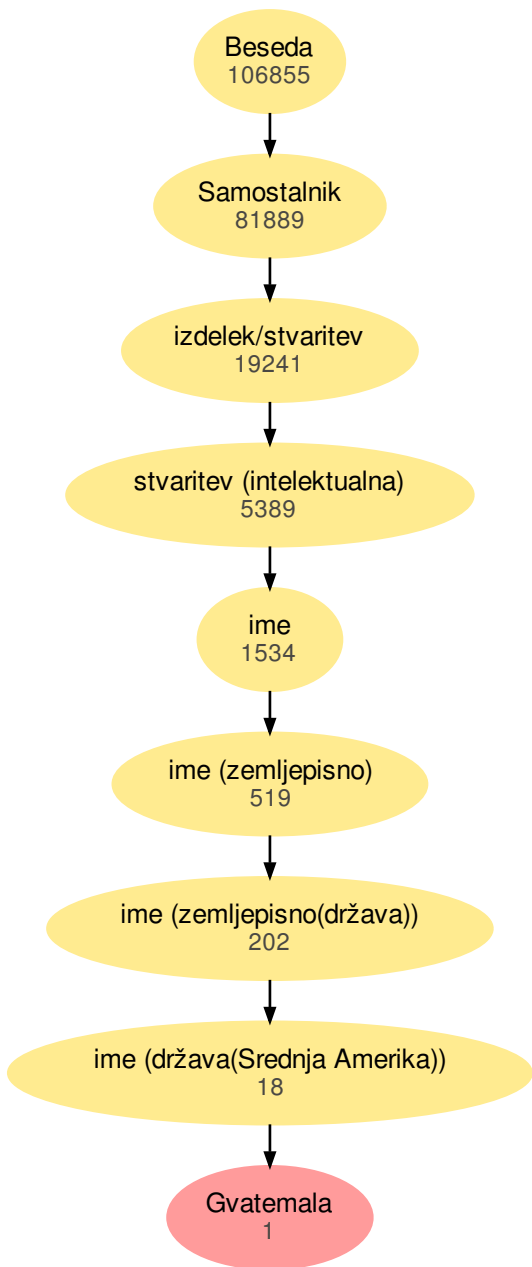 Beseda
106855
Samostalnik
81889
izdelek/stvaritev
19241
stvaritev (intelektualna)
5389
ime
1534
ime (zemljepisno)
519
ime (zemljepisno(država))
202
ime (država(Srednja Amerika))
18
Gvatemala
1